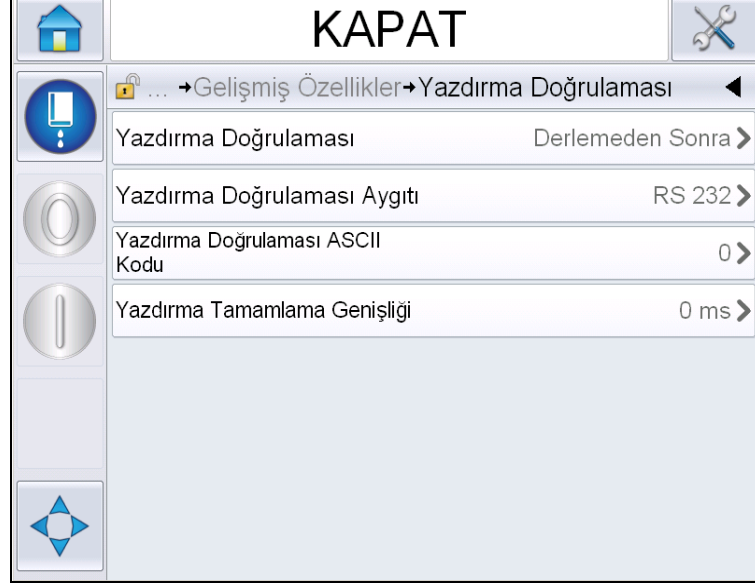 KAPAT
... →Gelişmiş Özellikler→Yazdırma Doğrulaması
Yazdırma Doğrulaması Derlemeden Sonra
Yazdırma Doğrulaması Aygıtı RS 232
Yazdırma Doğrulaması ASCII
Kodu 0
Yazdırma Tamamlama Genişliği 0 ms